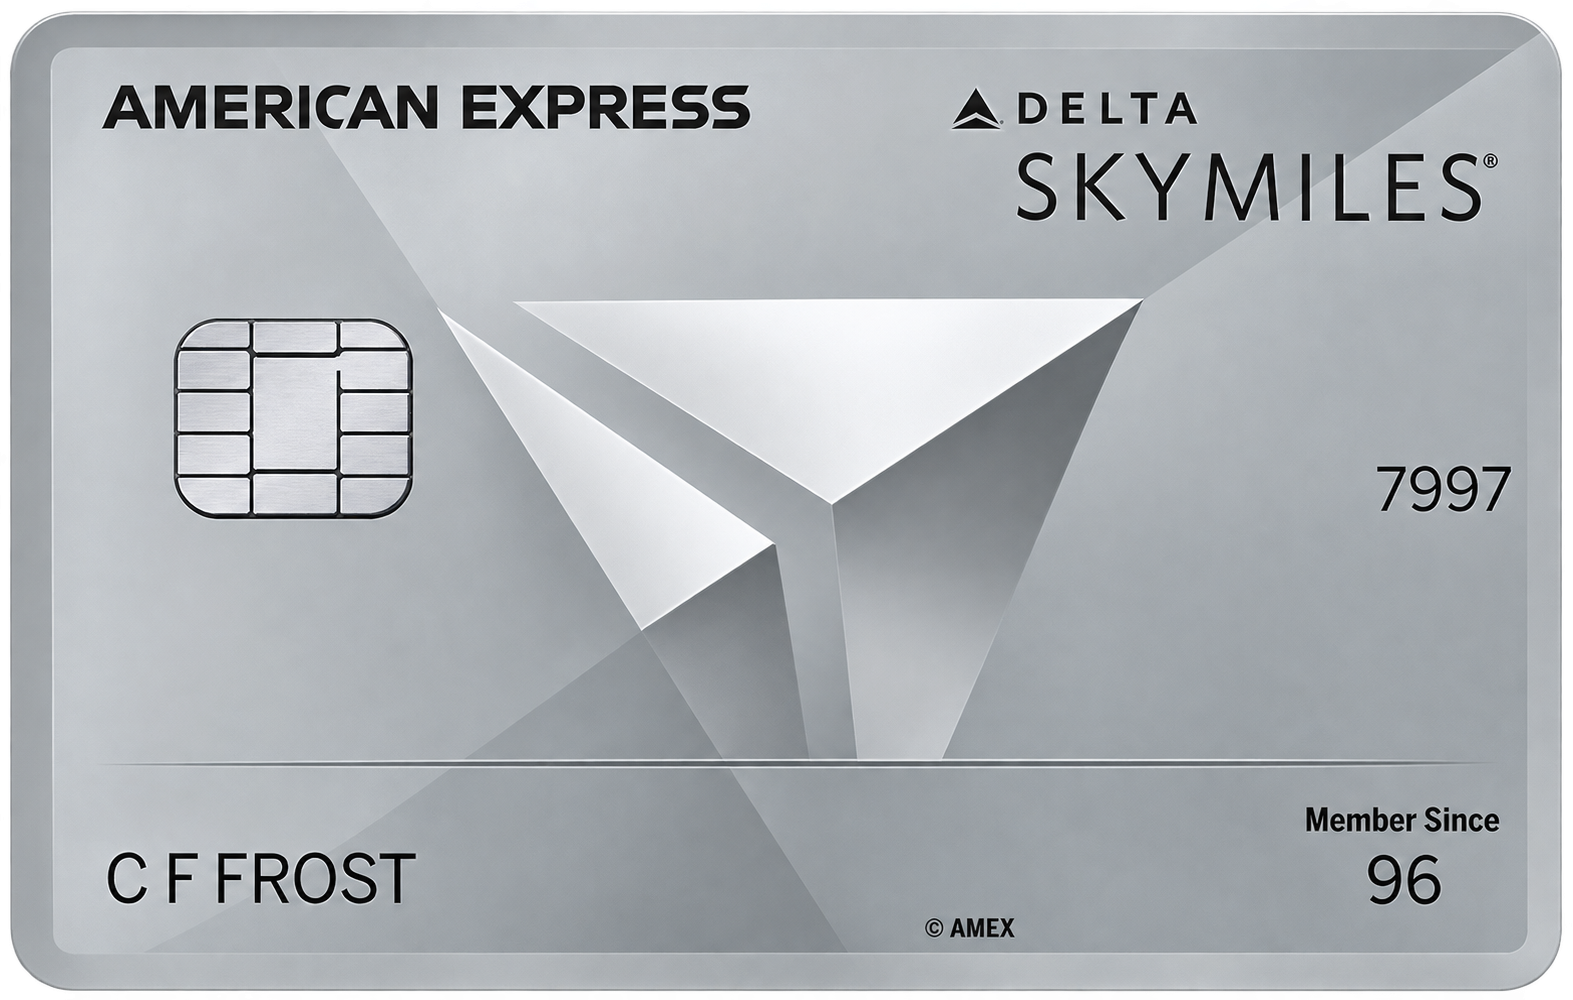 AMERICAN EXPRESS
DELTA
SKYMILES®
7997
Member Since
96
C F FROST
© AMEX